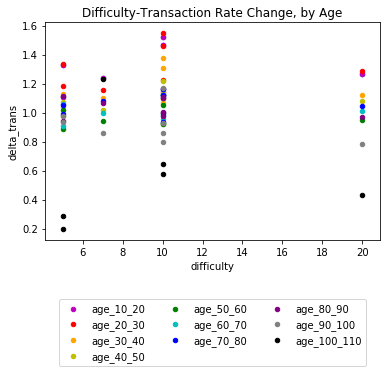 Difficulty-Transaction Rate Change, by Age
delta_trans
1.6
1.4
1.2
1.0
0.8
0.6
0.4
0.2
6 8 10 12 14 16 18 20
difficulty
age_10_20 age_50_60 age_80_90
age_20_30 age_60_70 age_90_100
age_30_40 age_70_80 age_100_110
age_40_50